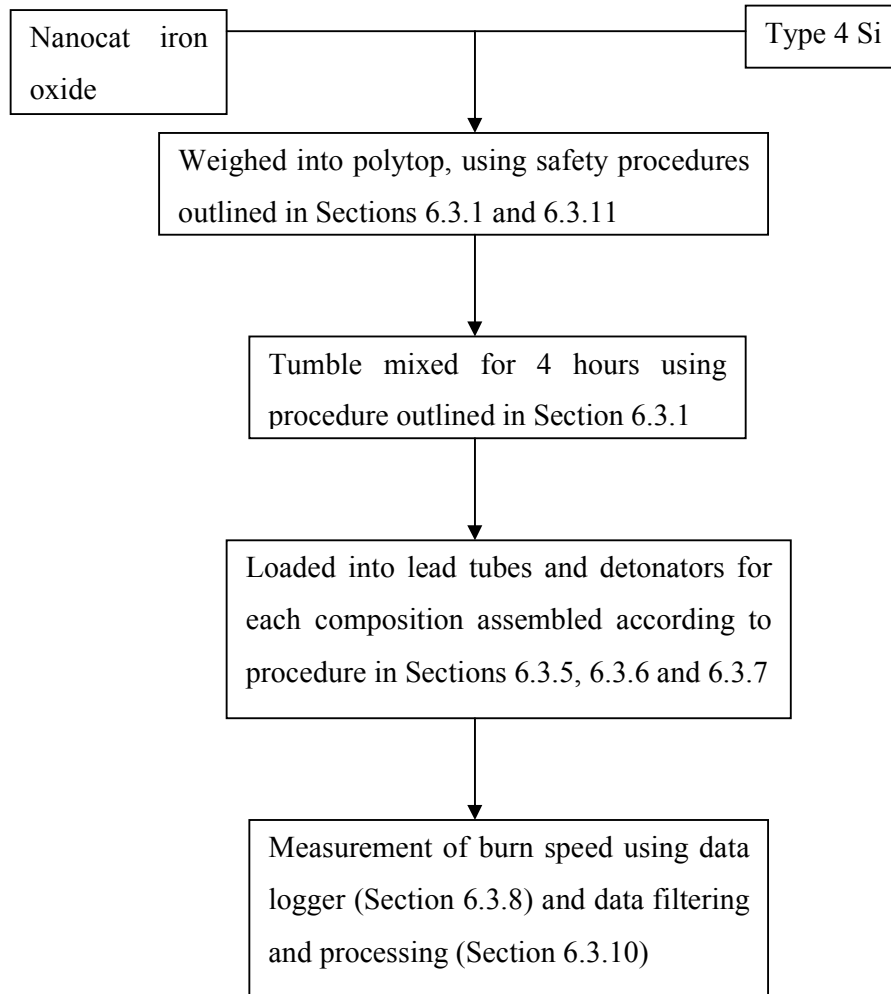 Nanocat iron
oxide
Type 4 Si
Weighed into polytop, using safety procedures
outlined in Sections 6.3.1 and 6.3.11
Tumble mixed for 4 hours using
procedure outlined in Section 6.3.1
Loaded into lead tubes and detonators for
each composition assembled according to
procedure in Sections 6.3.5, 6.3.6 and 6.3.7
Measurement of burn speed using data
logger (Section 6.3.8) and data filtering
and processing (Section 6.3.10)